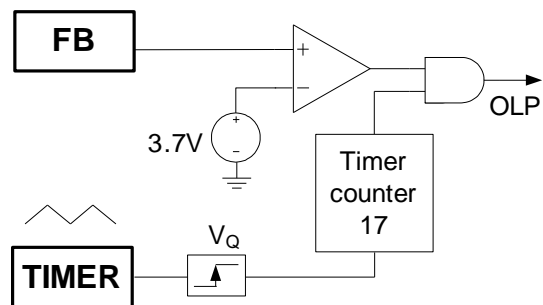 FB
+
−
OLP
3.7V
+
−
Timer
counter
17
V_Q
TIMER